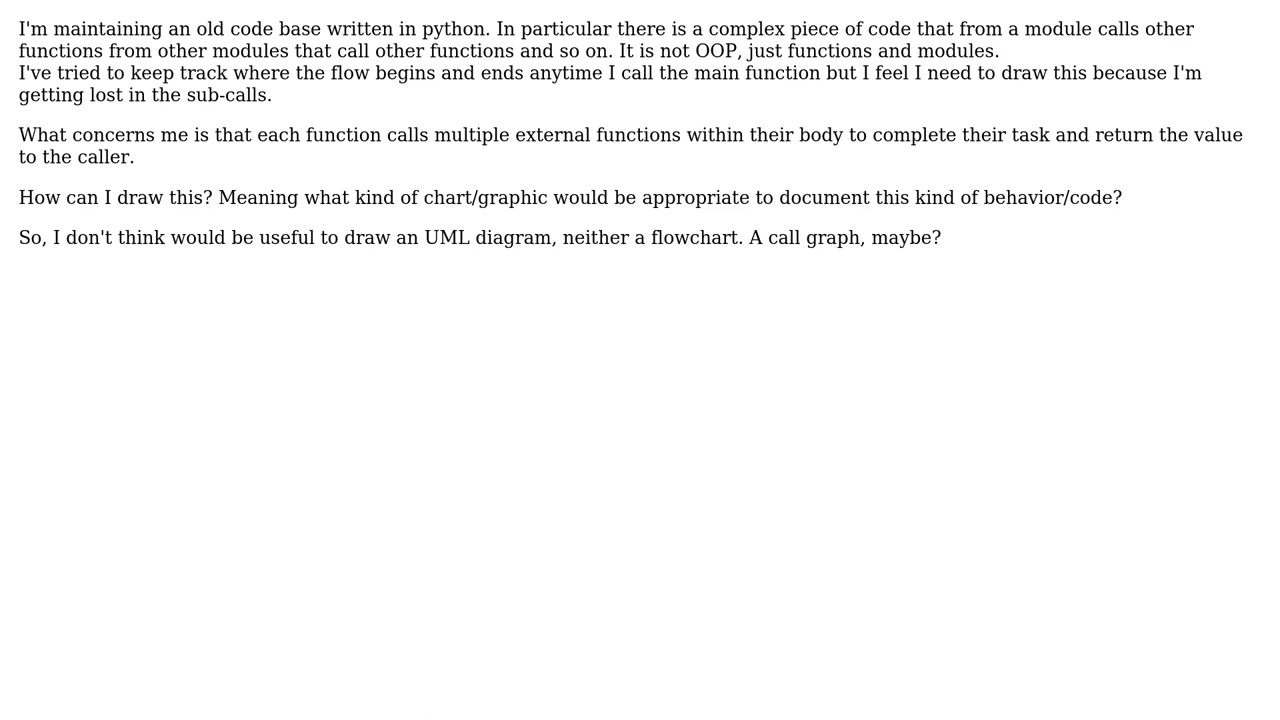 I'm maintaining an old code base written in python. In particular there is a complex piece of code that from a module calls other
functions from other modules that call other functions and so on. It is not OOP, just functions and modules.
I've tried to keep track where the flow begins and ends anytime I call the main function but I feel I need to draw this because I'm
getting lost in the sub-calls.
What concerns me is that each function calls multiple external functions within their body to complete their task and return the value
to the caller.
How can I draw this? Meaning what kind of chart/graphic would be appropriate to document this kind of behavior/code?
So, I don't think would be useful to draw an UML diagram, neither a flowchart. A call graph, maybe?